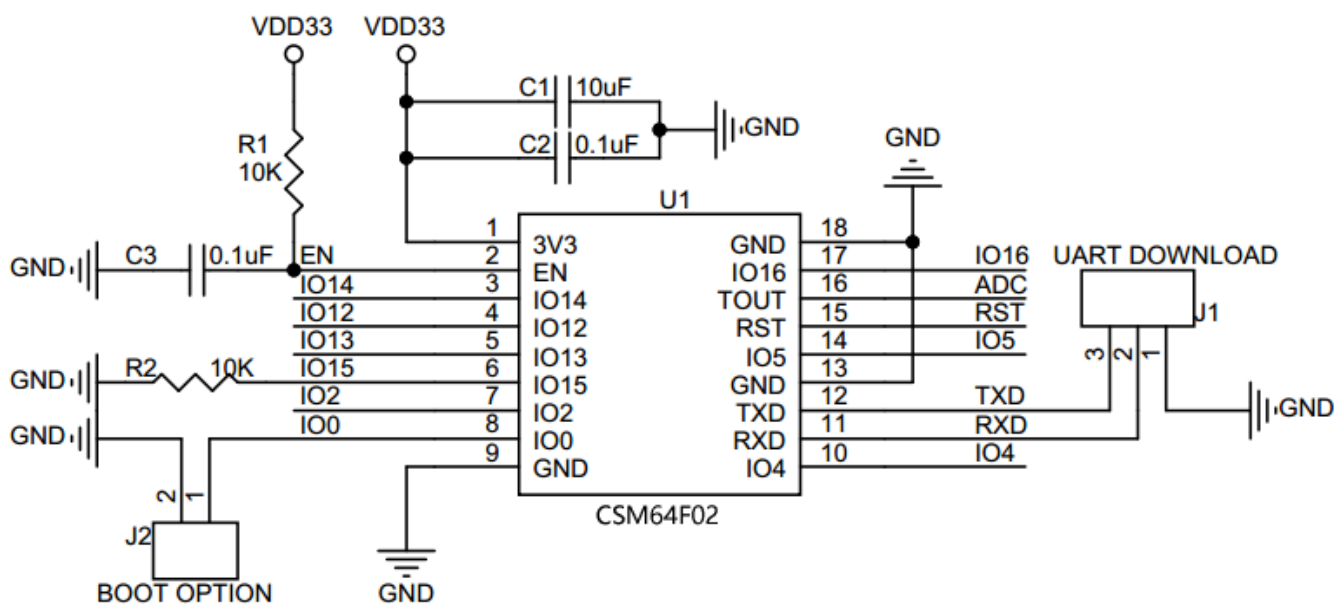 VDD33 VDD33
C1 10uF
GND
R1
10K
C2 0.1uF
GND
U1
C3 0.1uF EN
GND
1 3V3 GND 18
2 EN IO16 17 IO16
IO14 3 IO14 TOUT 16 ADC
IO12 4 IO12 RST 15 RST
IO13 5 IO13 IO5 14 IO5
GND R2 10K IO15 6 IO15 GND 13
IO2 7 IO2 TXD 12 TXD
GND IO0 8 IO0 RXD 11 RXD
9 GND IO4 10 IO4
UART DOWNLOAD
J1
3 2 1
GND
CSM64F02
2 1
J2
BOOT OPTION
GND